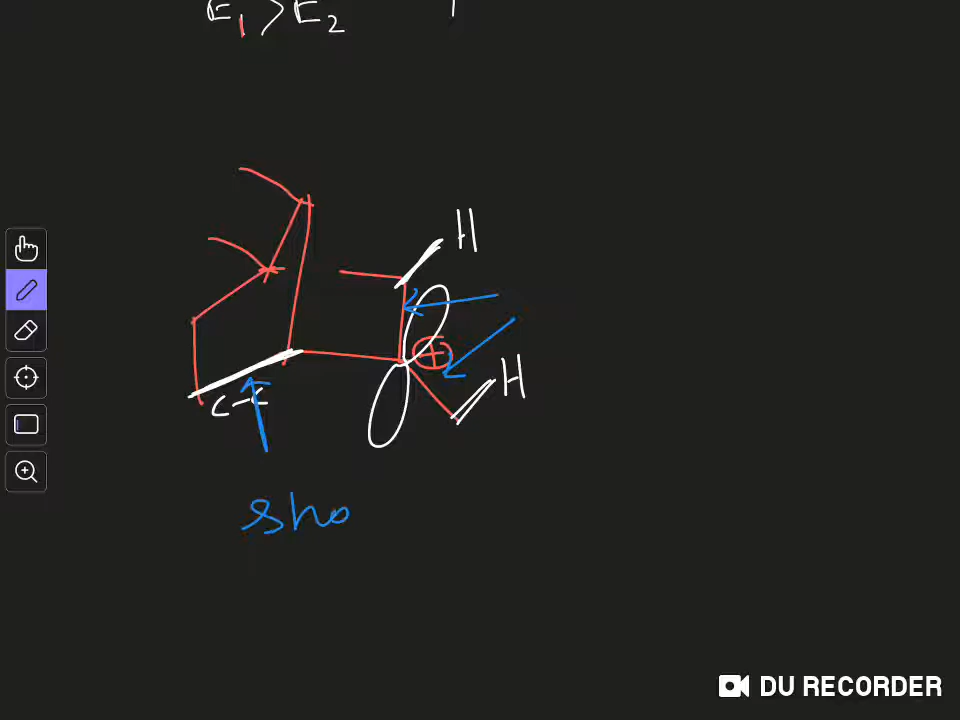 E₁ > E₂
H
⊕
H
C-C
sho
DU RECORDER